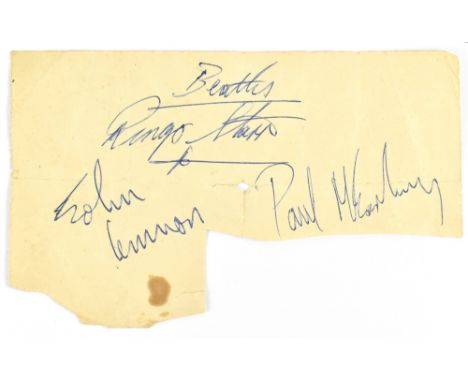 Beatles
Ringo Starr
John
Lennon
Paul McCartney